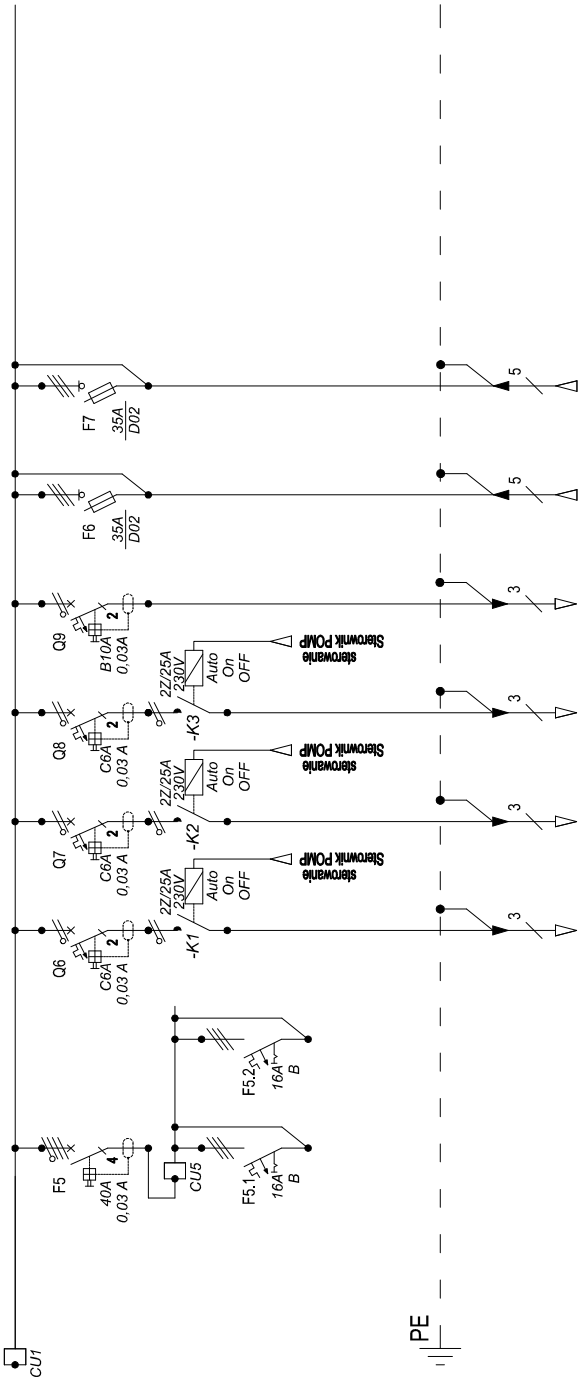 CU1
F5
40A
0,03 A
4
CU5
F5.1
16A
B
F5.2
16A
B
Q6
C6A
0,03 A
2
2Z/25A
230V
-K1
Auto
On
OFF
sterowanie
Sterownik POMP
3
Q7
C6A
0,03 A
2
2Z/25A
230V
-K2
Auto
On
OFF
sterowanie
Sterownik POMP
3
Q8
C6A
0,03 A
2
2Z/25A
230V
-K3
Auto
On
OFF
sterowanie
Sterownik POMP
3
Q9
B10A
0,03A
2
3
F6
35A
D02
5
F7
35A
D02
5
PE